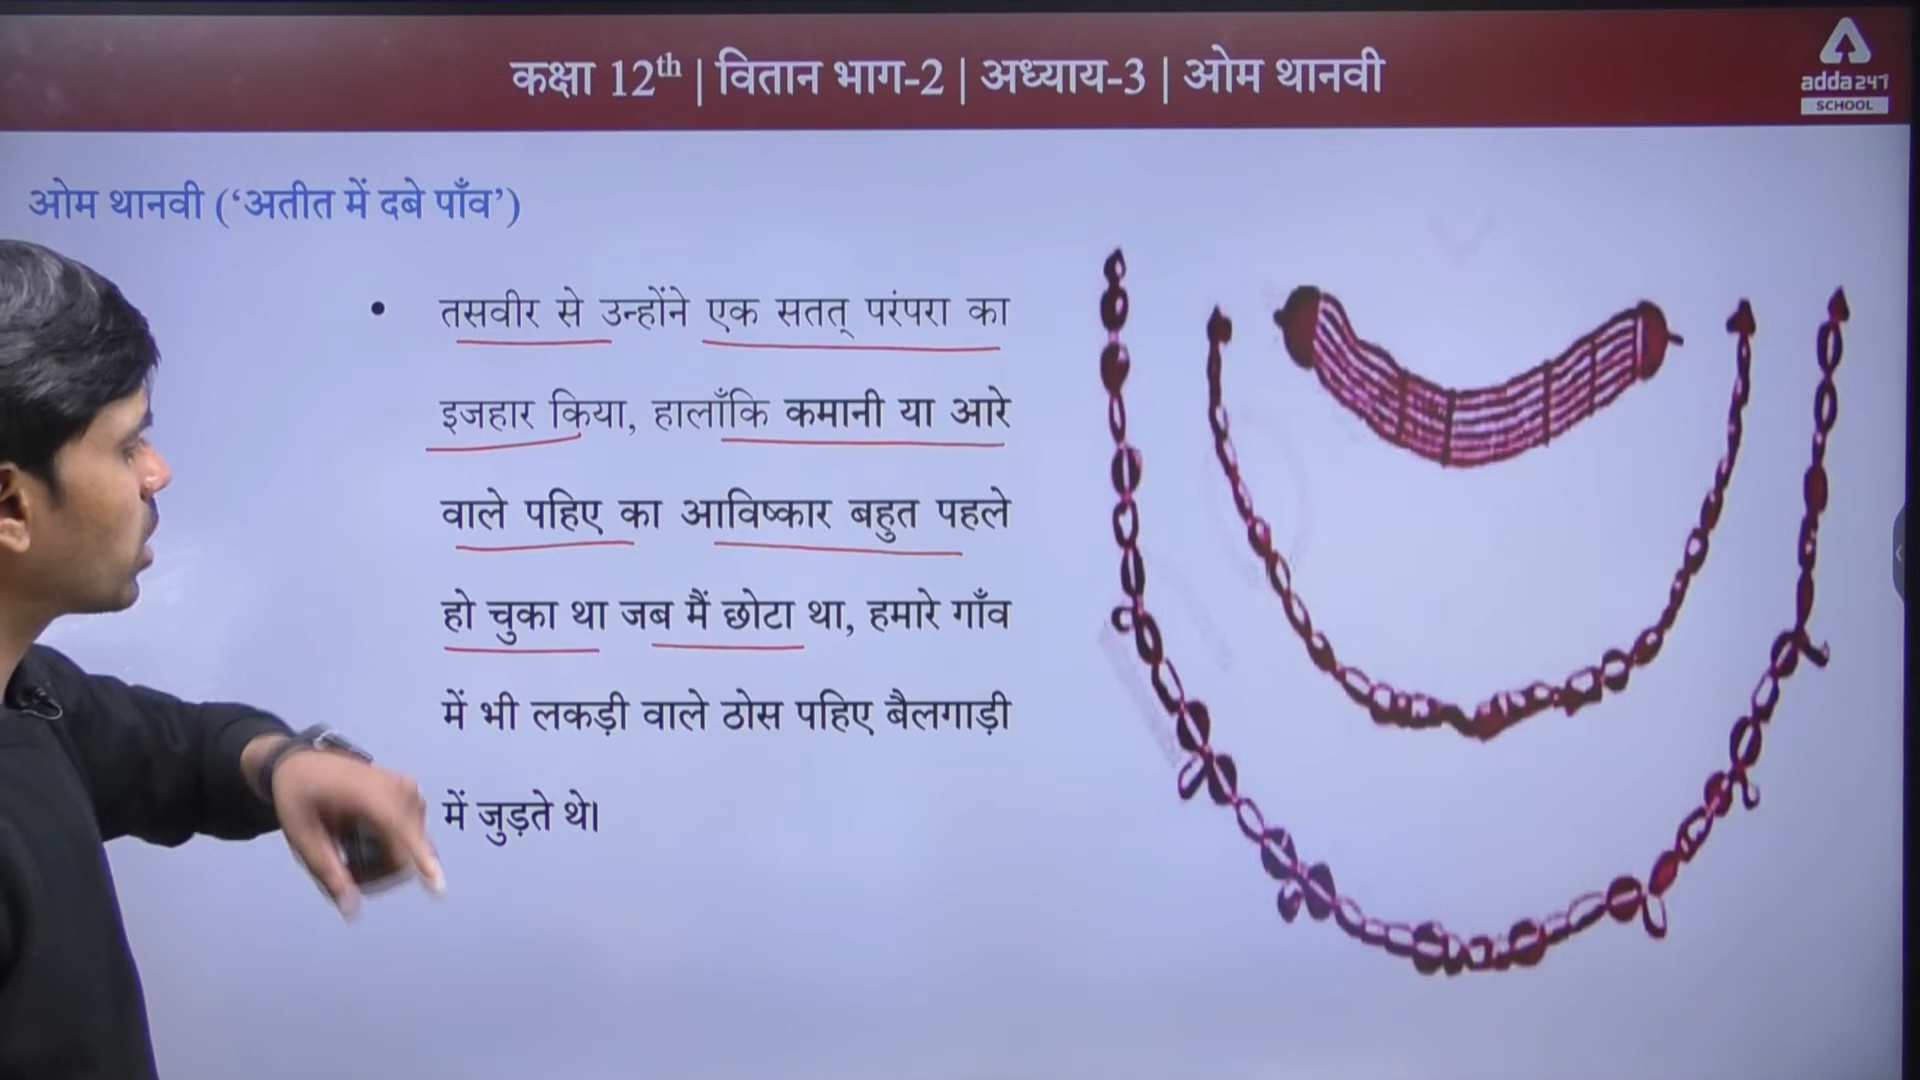 कक्षा 12th | वितान भाग-2 | अध्याय-3 | ओम थानवी
adda247
SCHOOL
ओम थानवी (‘अतीत में दबे पाँव’)
• तसवीर से उन्होंने एक सतत् परंपरा का
इजहार किया, हालाँकि कमानी या आरे
वाले पहिए का आविष्कार बहुत पहले
हो चुका था जब मैं छोटा था, हमारे गाँव
में भी लकड़ी वाले ठोस पहिए बैलगाड़ी
में जुड़ते थे।